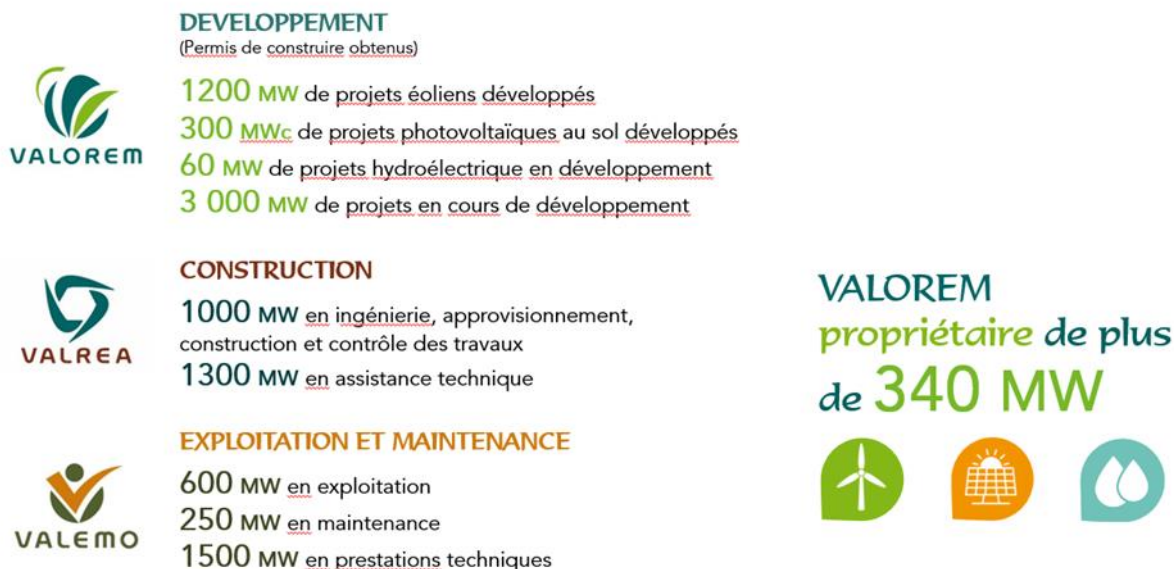 DEVELOPPEMENT
(Permis de construire obtenus)
VALOREM
1200 MW de projets éoliens développés
300 MWc de projets photovoltaïques au sol développés
60 MW de projets hydroélectrique en développement
3 000 MW de projets en cours de développement
VALREA
CONSTRUCTION
1000 MW en ingénierie, approvisionnement,
construction et contrôle des travaux
1300 MW en assistance technique
VALEMO
EXPLOITATION ET MAINTENANCE
600 MW en exploitation
250 MW en maintenance
1500 MW en prestations techniques
VALOREM
propriétaire de plus
de 340 MW